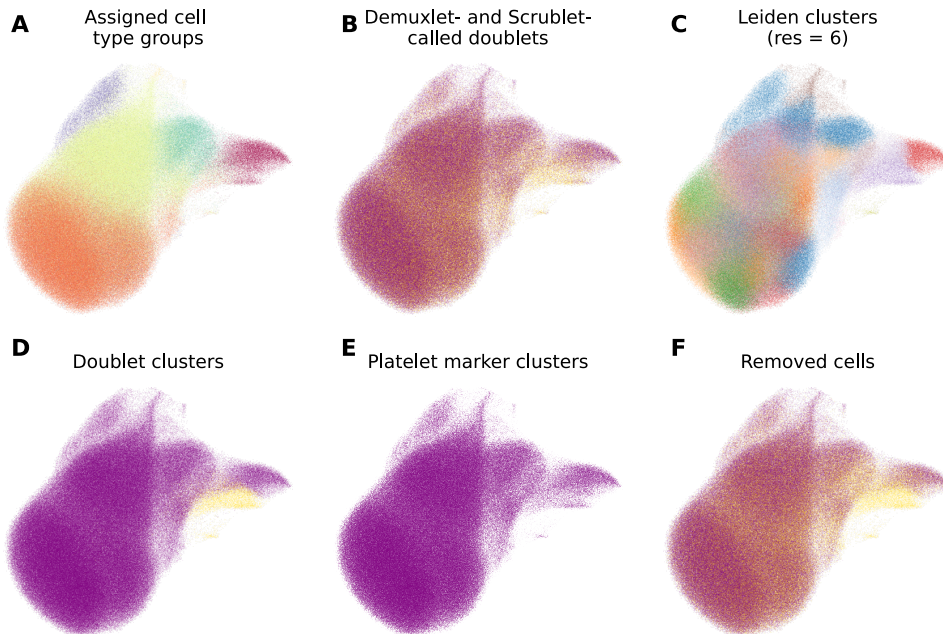 A
Assigned cell
type groups
B
Demuxlet- and Scrublet-
called doublets
C
Leiden clusters
(res = 6)
D
Doublet clusters
E
Platelet marker clusters
F
Removed cells